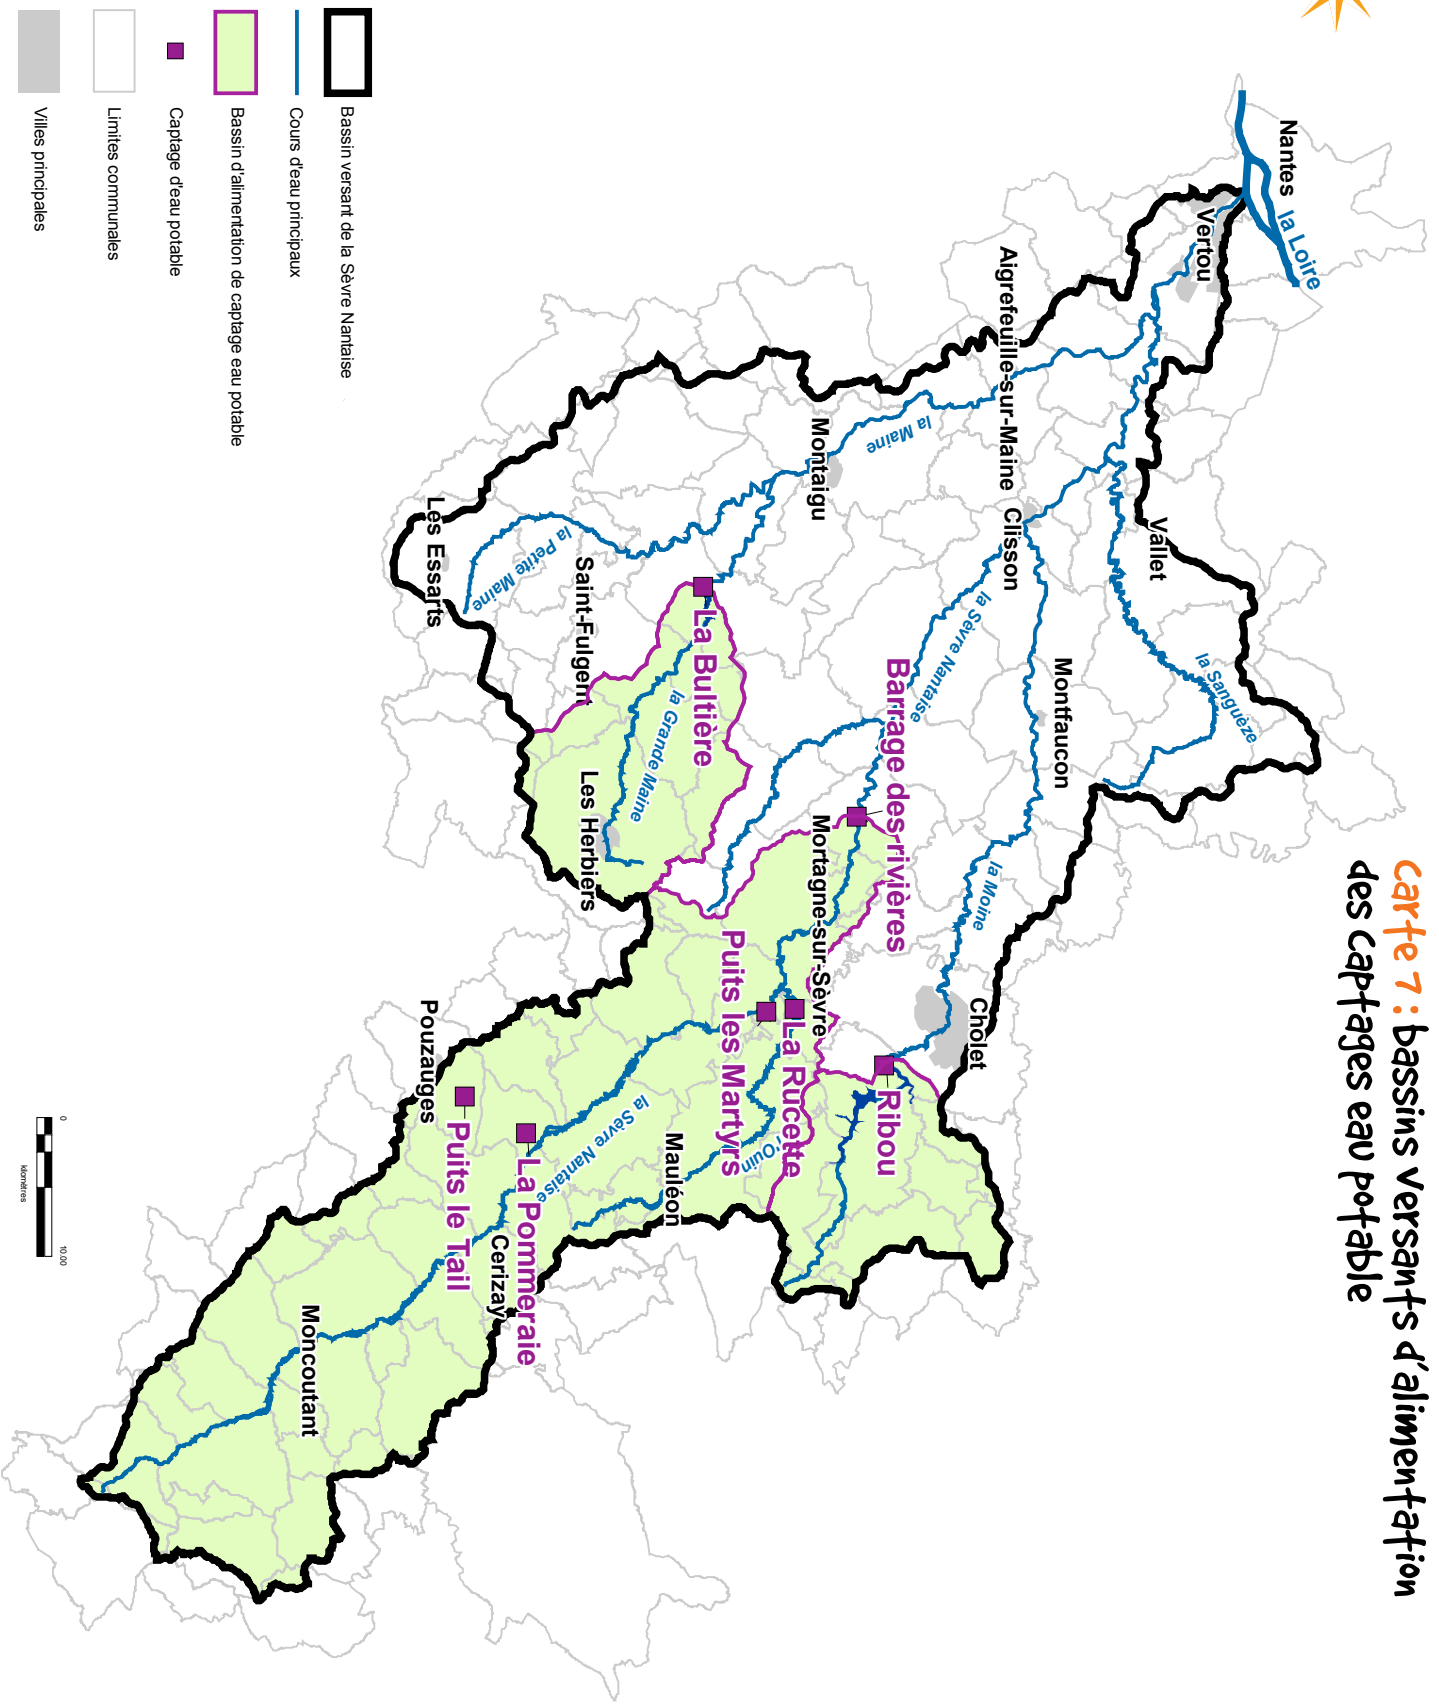 Carte 7 : bassins versants d'alimentation
des captages eau potable
Nantes
la Loire
Vertou
Aigrefeuille-sur-Maine
Vallet
Clisson
la Maine
Montaigu
la Sanguèze
la Sèvre Nantaise
Montfaucon
Barrage des rivières
la Moine
Cholet
Les Essarts
la Petite Maine
Saint-Fulgent
La Bultière
la Grande Maine
Les Herbiers
Mortagne-sur-Sèvre
Puits les Martyrs
La Rucette
Ribou
l'Ouin
Mauléon
la Sèvre Nantaise
Pouzauges
Puits le Tail
La Pommeraie
Cerizay
Moncoutant
Bassin versant de la Sèvre Nantaise
Cours d'eau principaux
Bassin d'alimentation de captage eau potable
Captage d'eau potable
Limites communales
Villes principales
0
10.00
kilomètres